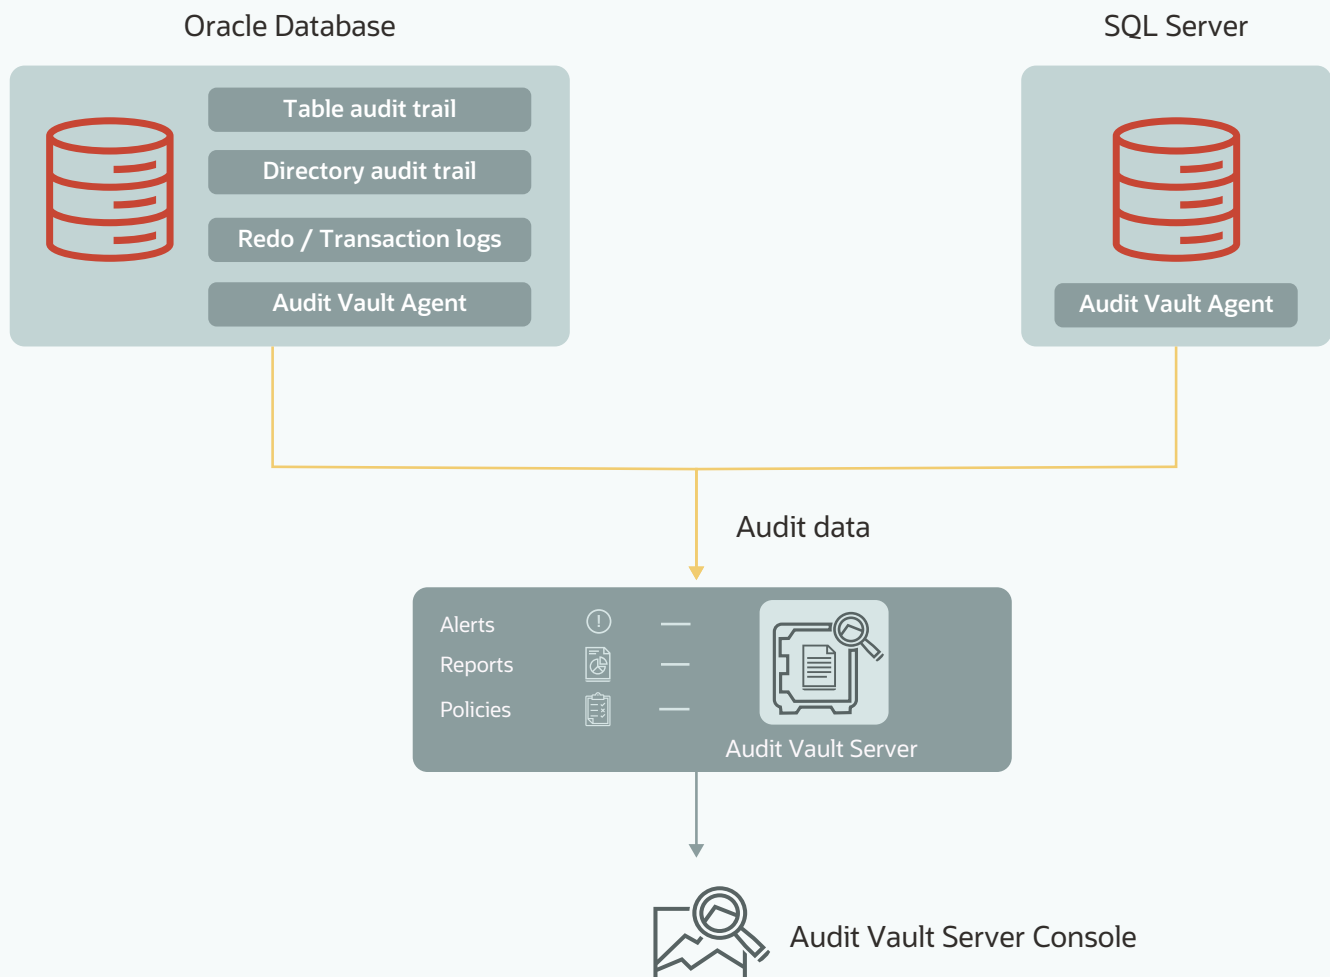 Oracle Database
SQL Server
Table audit trail
Directory audit trail
Redo / Transaction logs
Audit Vault Agent
Audit Vault Agent
Audit data
Alerts
Reports
Policies
Audit Vault Server
Audit Vault Server Console